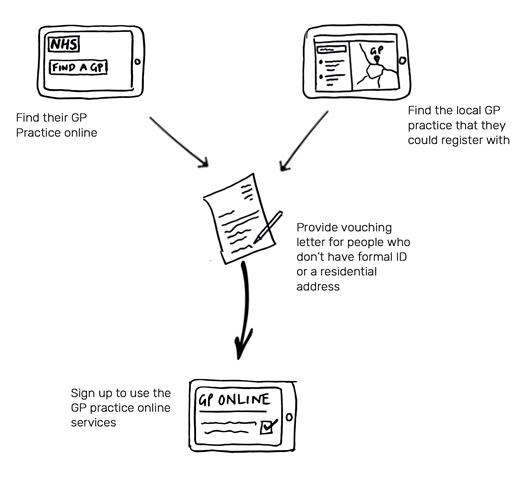 NHS
FIND A GP
GP
Find their GP
Practice online
Find the local GP
practice that they
could register with
Provide vouching
letter for people who
don't have formal ID
or a residential
address
Sign up to use the
GP practice online
services
GP ONLINE